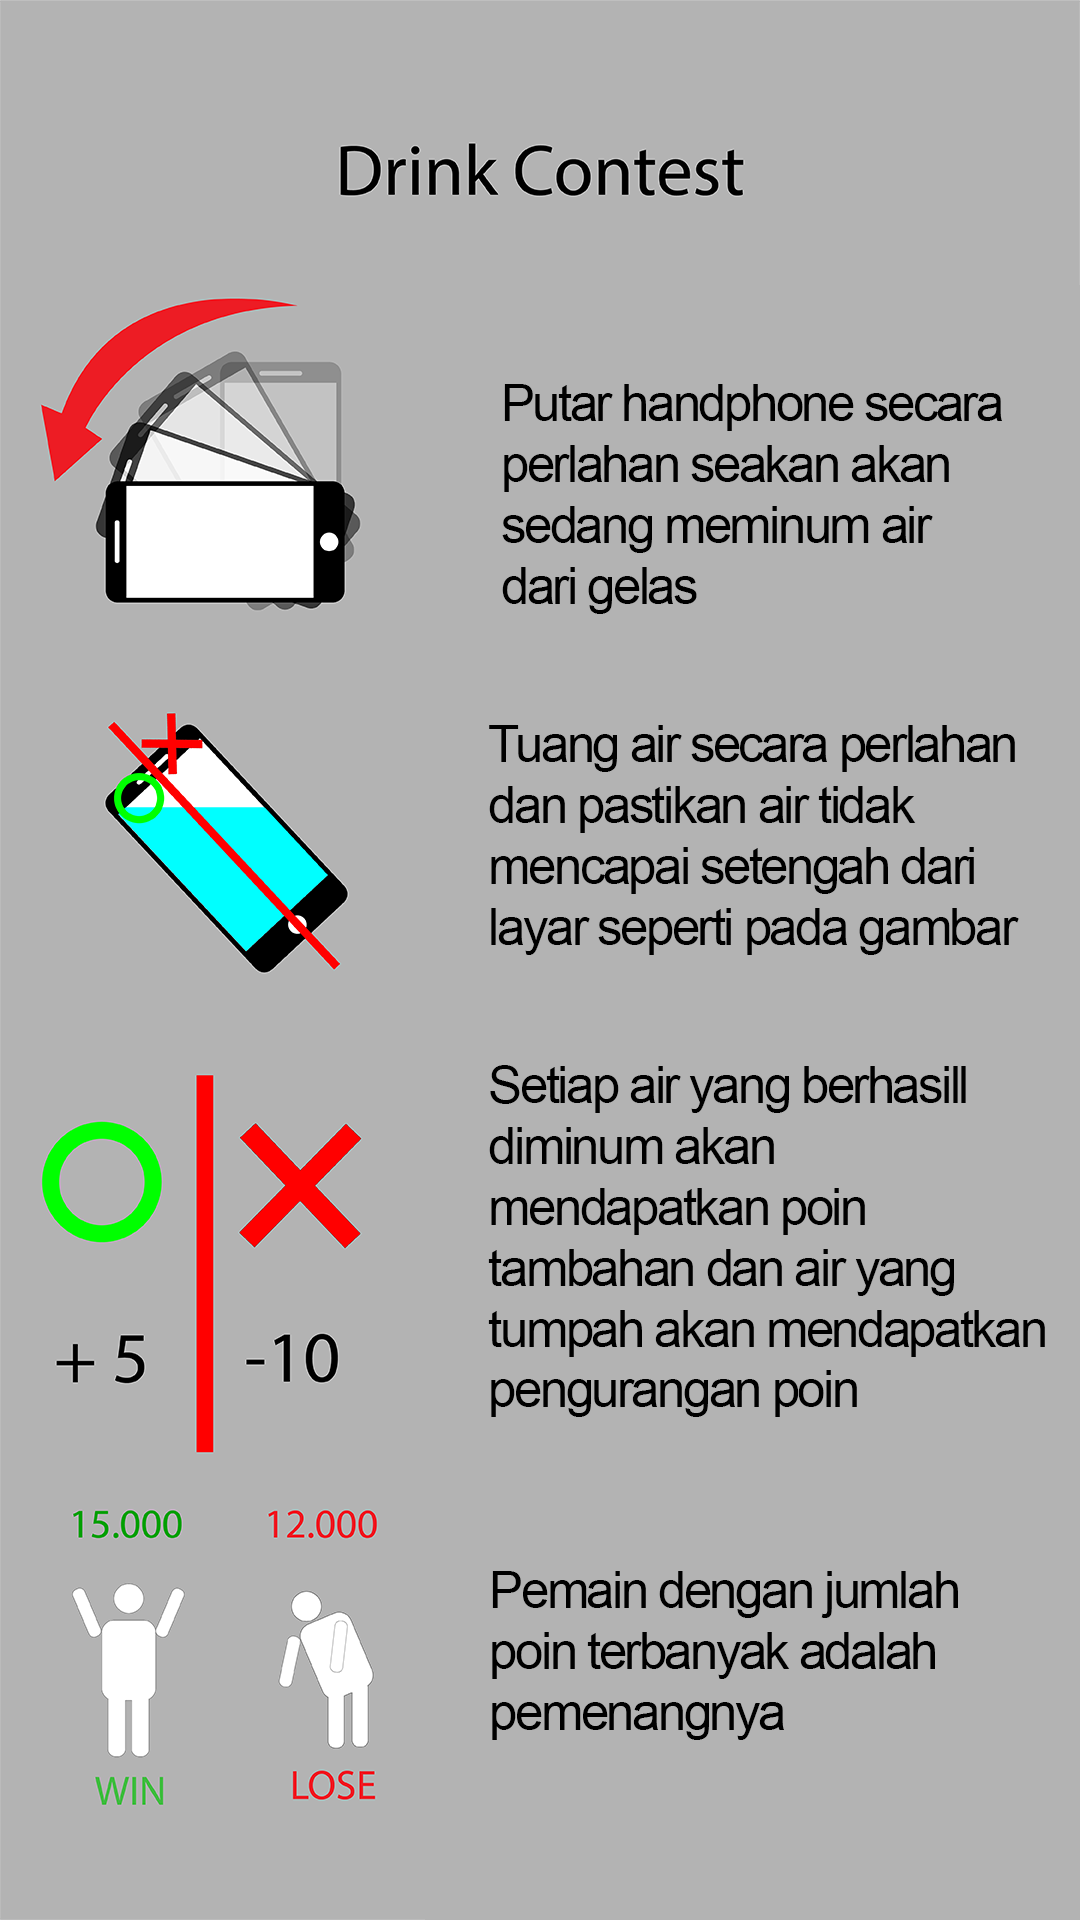 Drink Contest
Putar handphone secara
perlahan seakan akan
sedang meminum air
dari gelas
Tuang air secara perlahan
dan pastikan air tidak
mencapai setengah dari
layar seperti pada gambar
Setiap air yang berhasill
diminum akan
mendapatkan poin
tambahan dan air yang
tumpah akan mendapatkan
pengurangan poin
+ 5
-10
15.000
12.000
Pemain dengan jumlah
poin terbanyak adalah
pemenangnya
WIN
LOSE